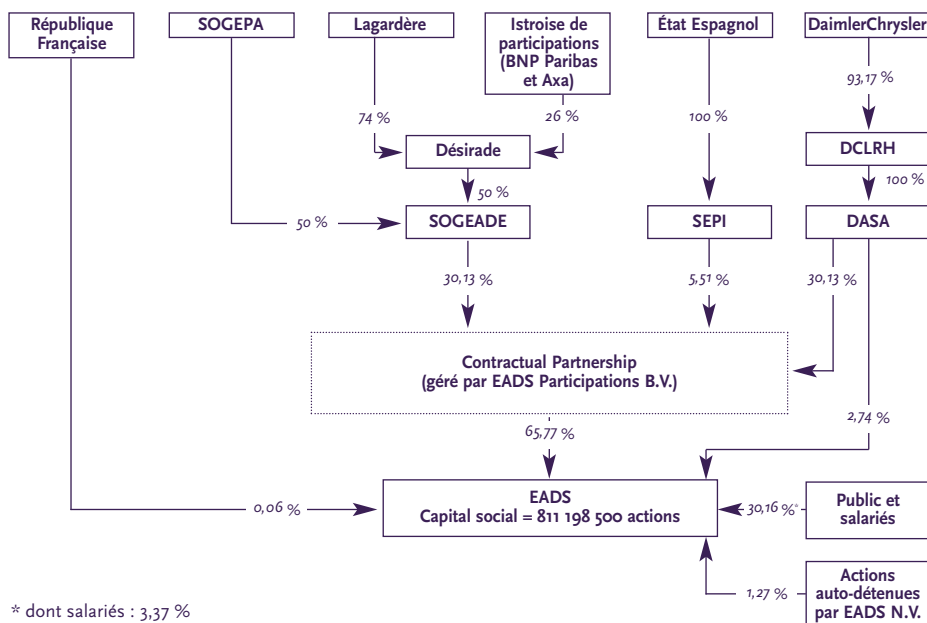 République
Française
SOGEPA
Lagardère
Istroise de
participations
(BNP Paribas
et Axa)
État Espagnol
DaimlerChrysler
93,17 %
74 %
26 %
100 %
Désirade
DCLRH
50 %
100 %
50 %
SOGEADE
SEPI
DASA
30,13 %
5,51 %
30,13 %
Contractual Partnership
(géré par EADS Participations B.V.)
2,74 %
65,77 %
EADS
Capital social = 811 198 500 actions
0,06 %
30,16 %*
Public et
salariés
1,27 %
Actions
auto-détenues
par EADS N.V.
* dont salariés : 3,37 %